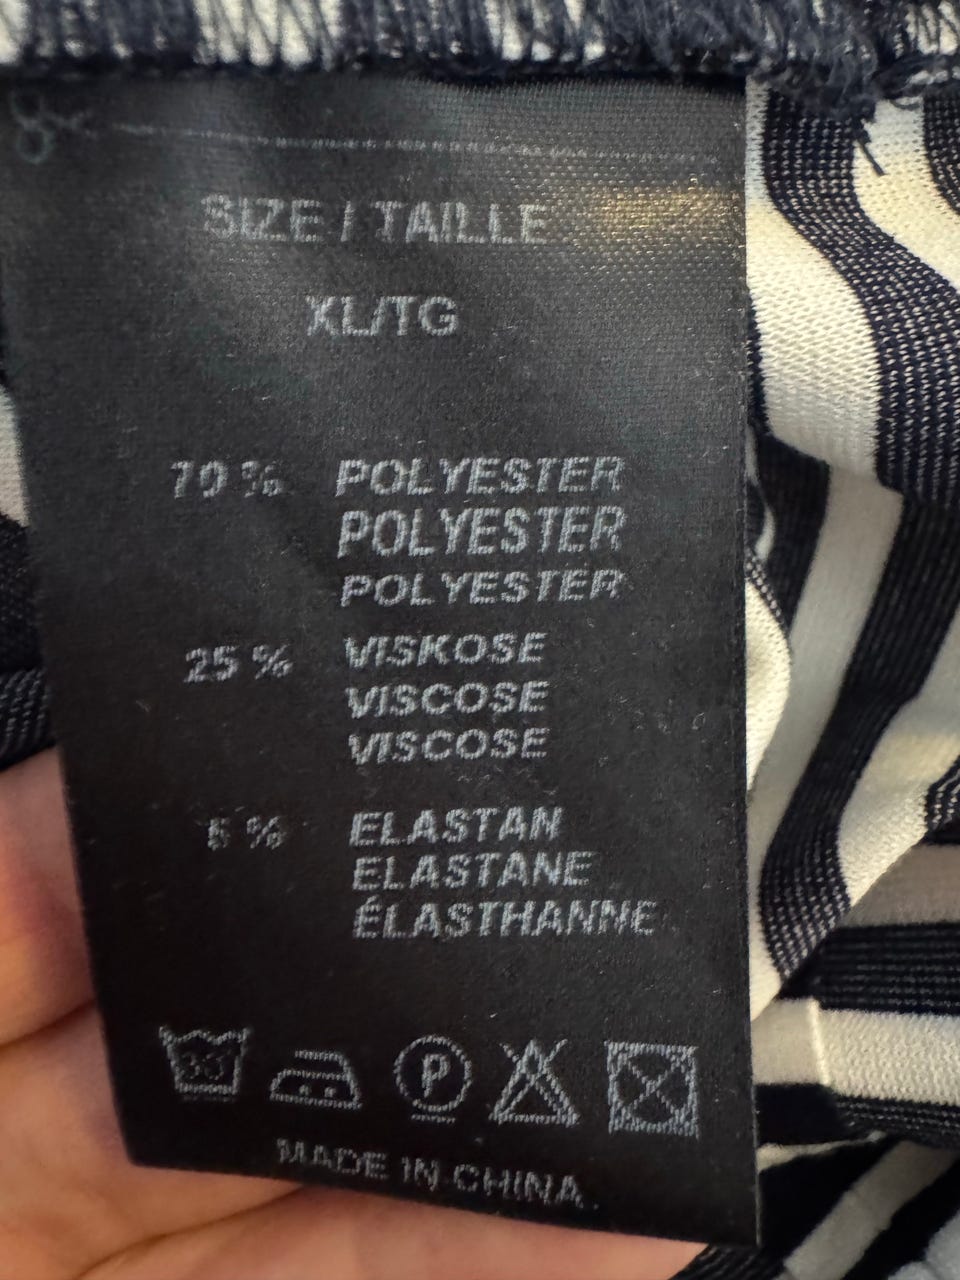 SIZE / TAILLE
XL/TG
70 % POLYESTER
POLYESTER
POLYESTER
25 % VISKOSE
VISCOSE
VISCOSE
5 % ELASTAN
ELASTANE
ÉLASTHANNE
30°
P
MADE IN CHINA